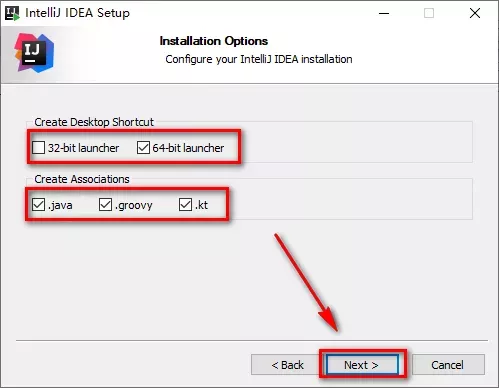 IJ IntelliJ IDEA Setup
IJ
Installation Options
Configure your IntelliJ IDEA installation
Create Desktop Shortcut
32-bit launcher 64-bit launcher
Create Associations
.java .groovy .kt
< Back Next > Cancel